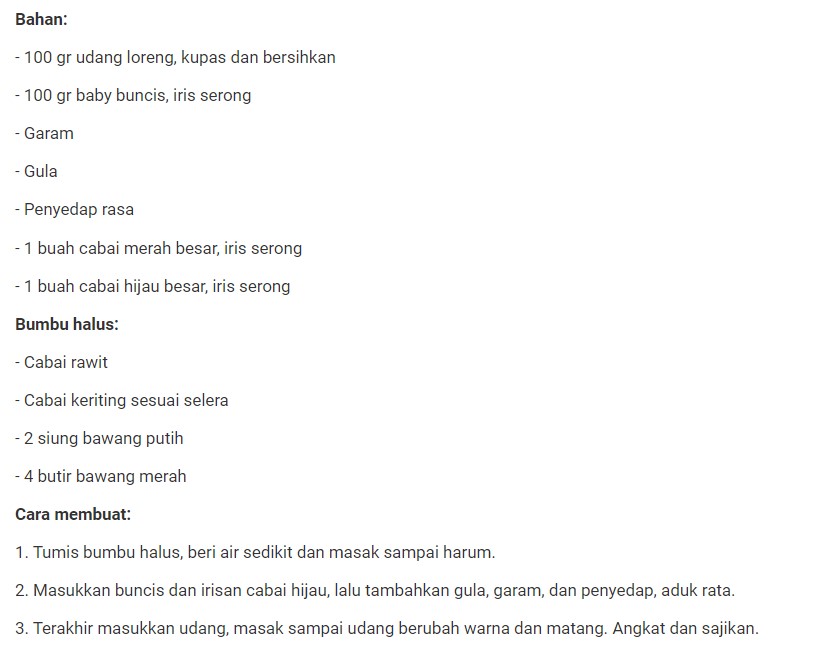 Bahan:
- 100 gr udang loreng, kupas dan bersihkan
- 100 gr baby buncis, iris serong
- Garam
- Gula
- Penyedap rasa
- 1 buah cabai merah besar, iris serong
- 1 buah cabai hijau besar, iris serong
Bumbu halus:
- Cabai rawit
- Cabai keriting sesuai selera
- 2 siung bawang putih
- 4 butir bawang merah
Cara membuat:
1. Tumis bumbu halus, beri air sedikit dan masak sampai harum.
2. Masukkan buncis dan irisan cabai hijau, lalu tambahkan gula, garam, dan penyedap, aduk rata.
3. Terakhir masukkan udang, masak sampai udang berubah warna dan matang. Angkat dan sajikan.